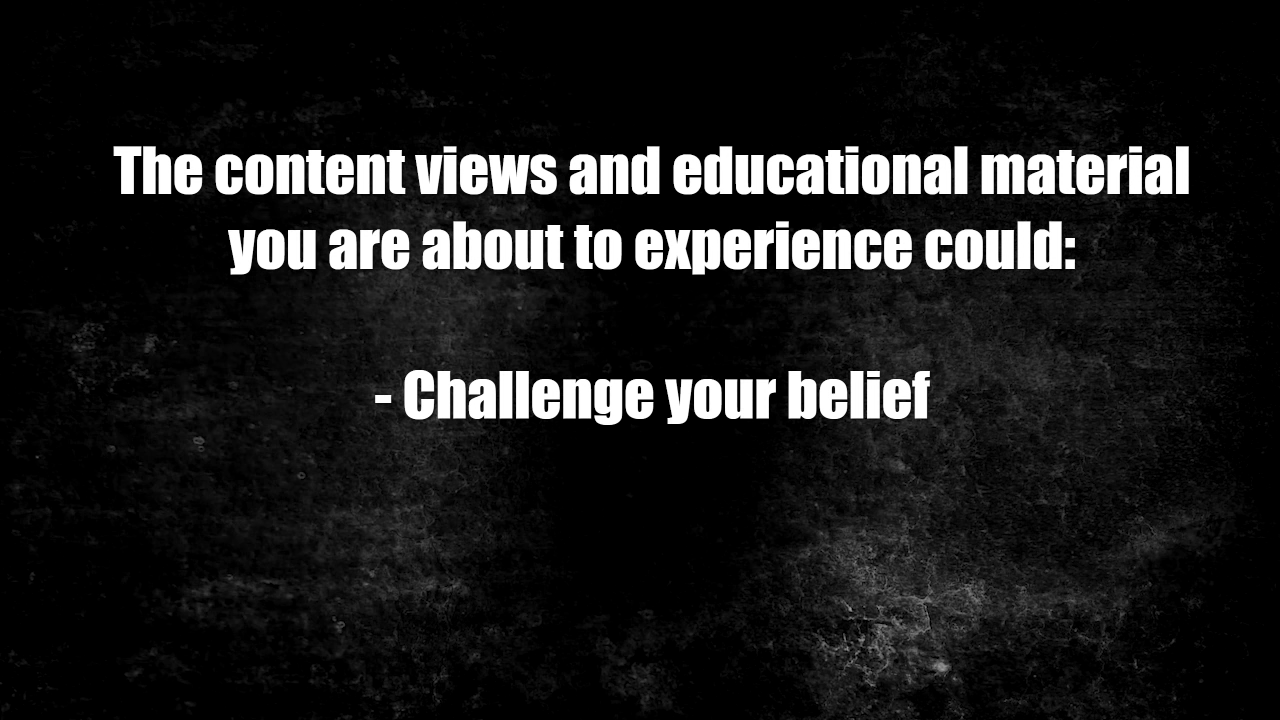 The content views and educational material
you are about to experience could:
- Challenge your belief